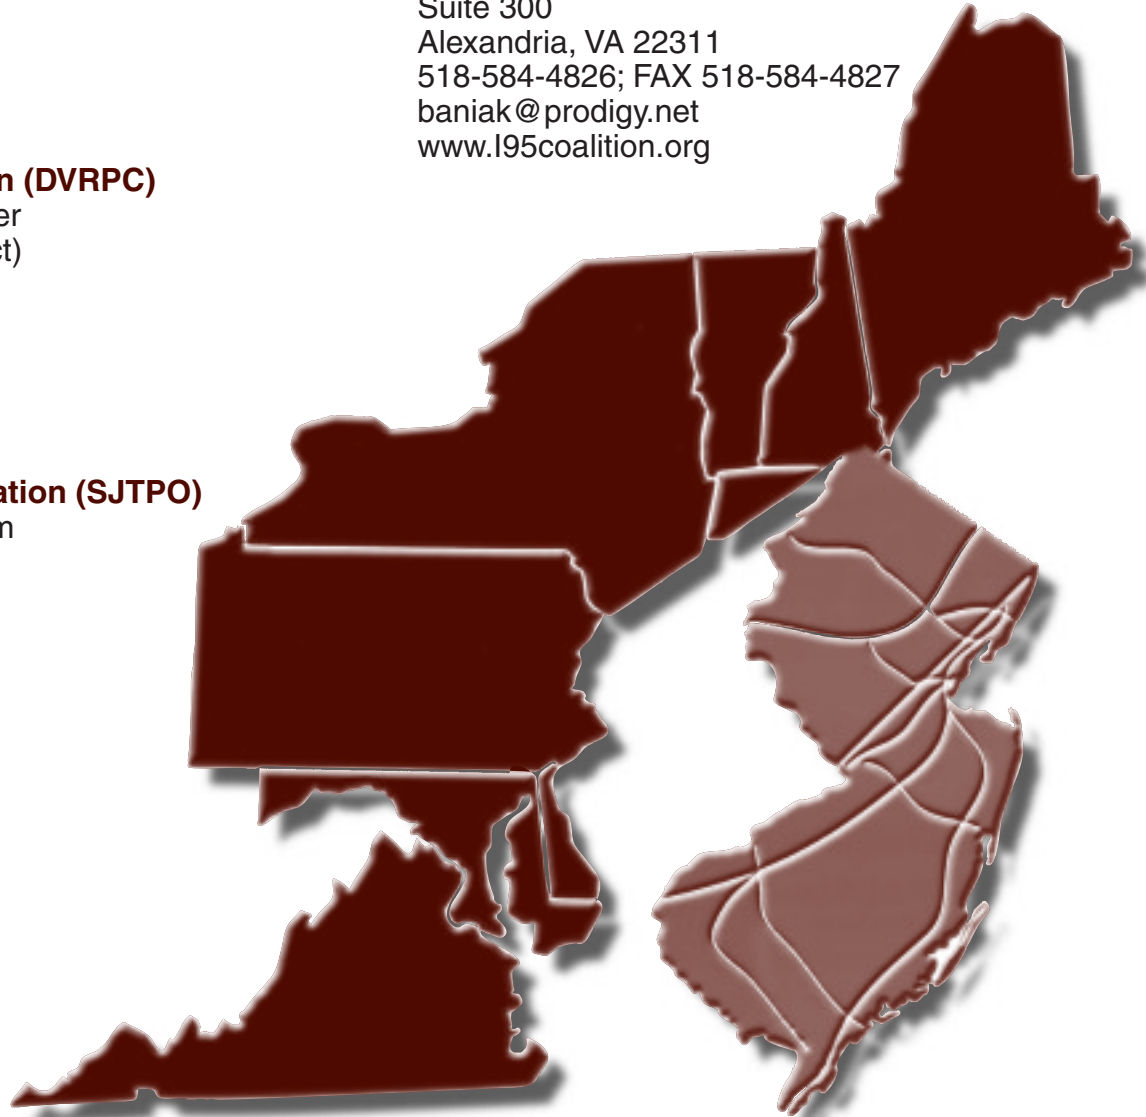 Suite 300
Alexandria, VA 22311
518-584-4826; FAX 518-584-4827
baniak@prodigy.net
www.I95coalition.org
n (DVRPC)
er
ct)
ation (SJTPO)
m